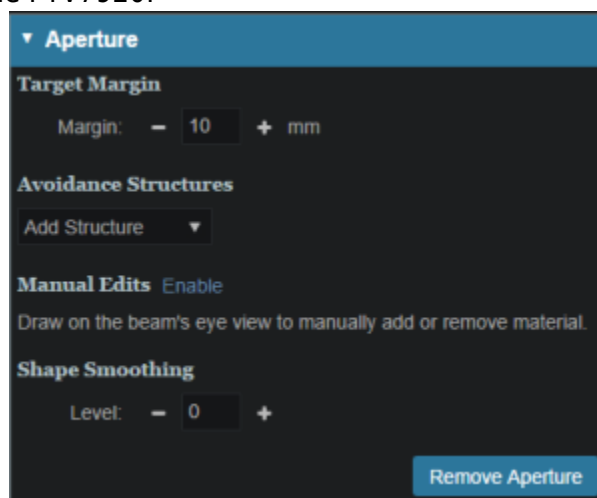 ▼ Aperture
Target Margin
Margin: − 10 + mm
Avoidance Structures
Add Structure ▼
Manual Edits Enable
Draw on the beam's eye view to manually add or remove material.
Shape Smoothing
Level: − 0 +
Remove Aperture